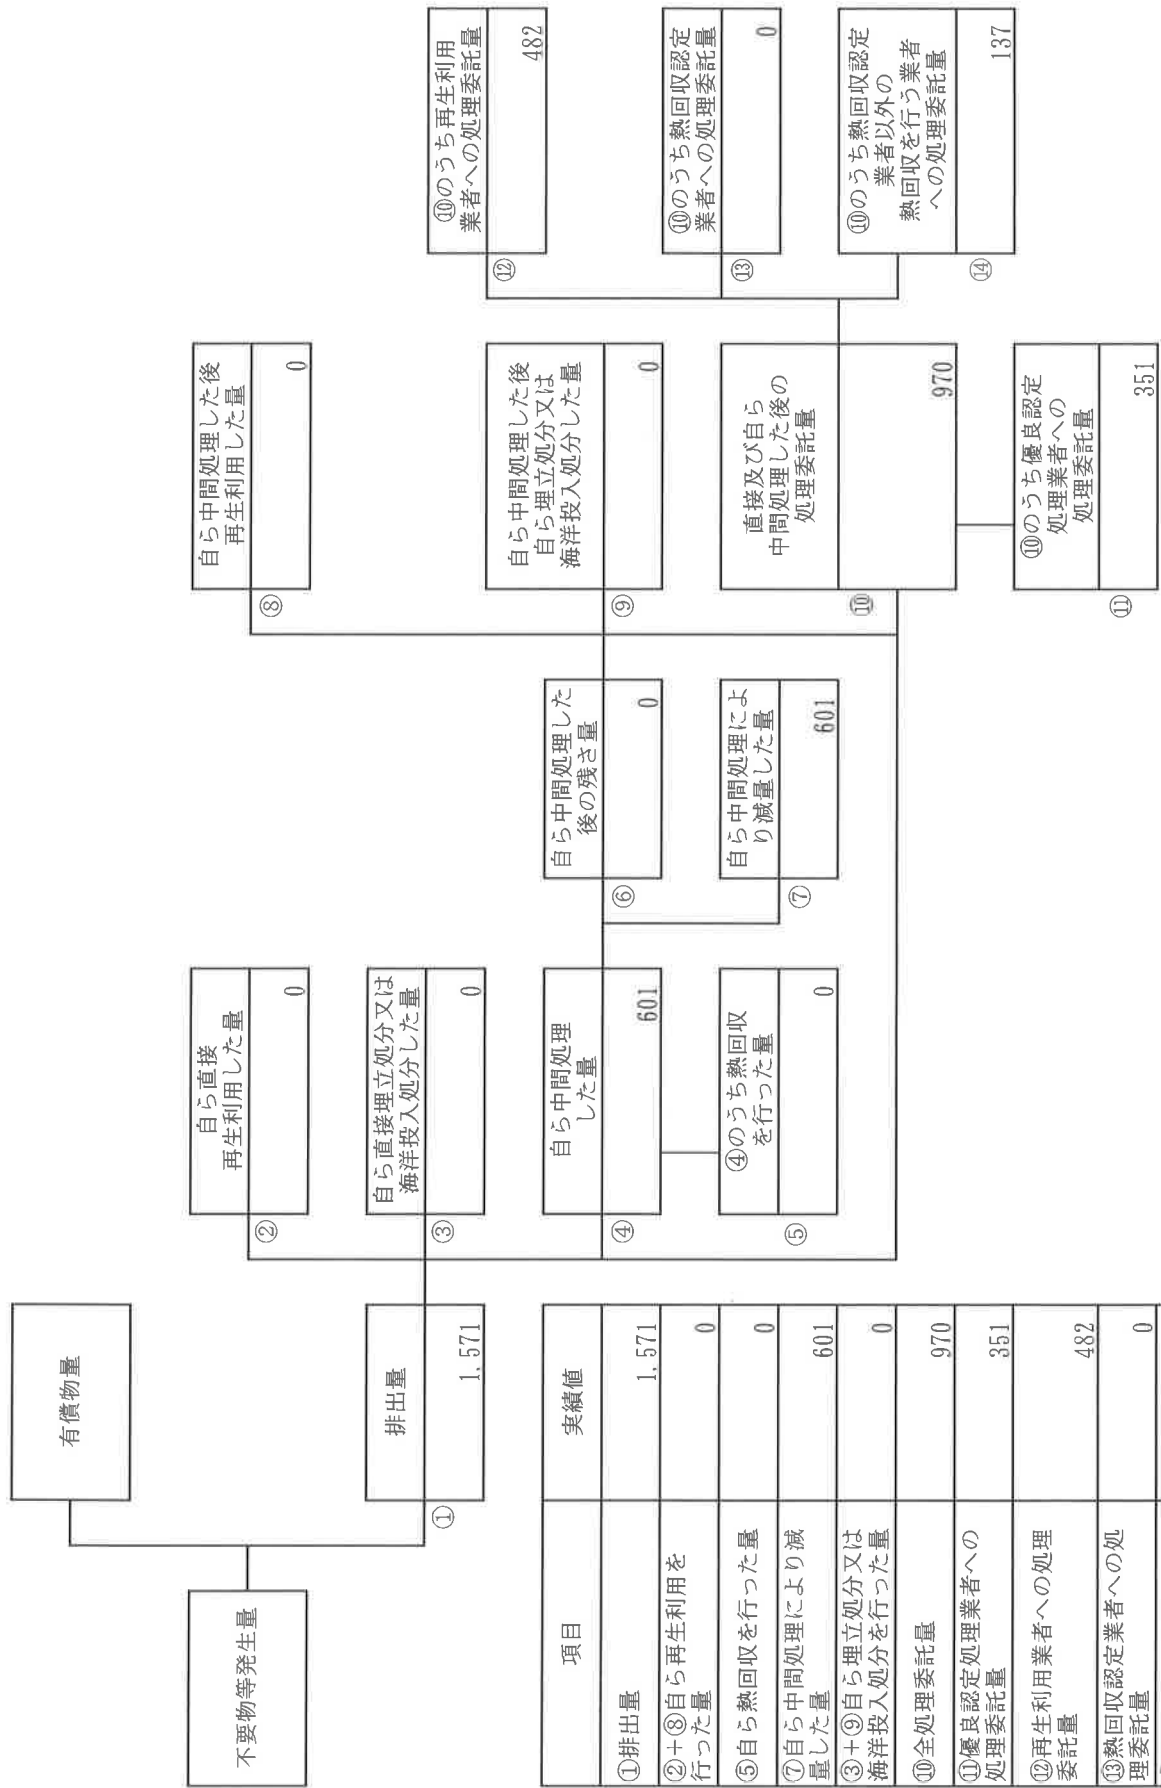 不要物等発生量
有償物量
①
排出量
1,571
②
自ら直接
再生利用した量
0
③
自ら直接埋立処分又は
海洋投入処分した量
0
④
自ら中間処理
した量
601
⑤
④のうち熱回収
を行った量
0
⑥
自ら中間処理した
後の残さ量
0
⑦
自ら中間処理によ
り減量した量
601
⑧
自ら中間処理した後
再生利用した量
0
⑨
自ら中間処理した後
自ら埋立処分又は
海洋投入処分した量
0
⑩
直接及び自ら
中間処理した後の
処理委託量
970
⑪
⑩のうち優良認定
処理業者への
処理委託量
351
⑫
⑩のうち再生利用
業者への処理委託量
482
⑬
⑩のうち熱回収認定
業者への処理委託量
0
⑭
⑩のうち熱回収認定
業者以外の
熱回収を行う業者
への処理委託量
137
項目
実績値
①排出量
1,571
②+⑧自ら再生利用を
行った量
0
⑤自ら熱回収を行った量
0
⑦自ら中間処理により減
量した量
601
③+⑨自ら埋立処分又は
海洋投入処分を行った量
0
⑩全処理委託量
970
⑪優良認定処理業者への
処理委託量
351
⑫再生利用業者への処理
委託量
482
⑬熱回収認定業者への処
理委託量
0